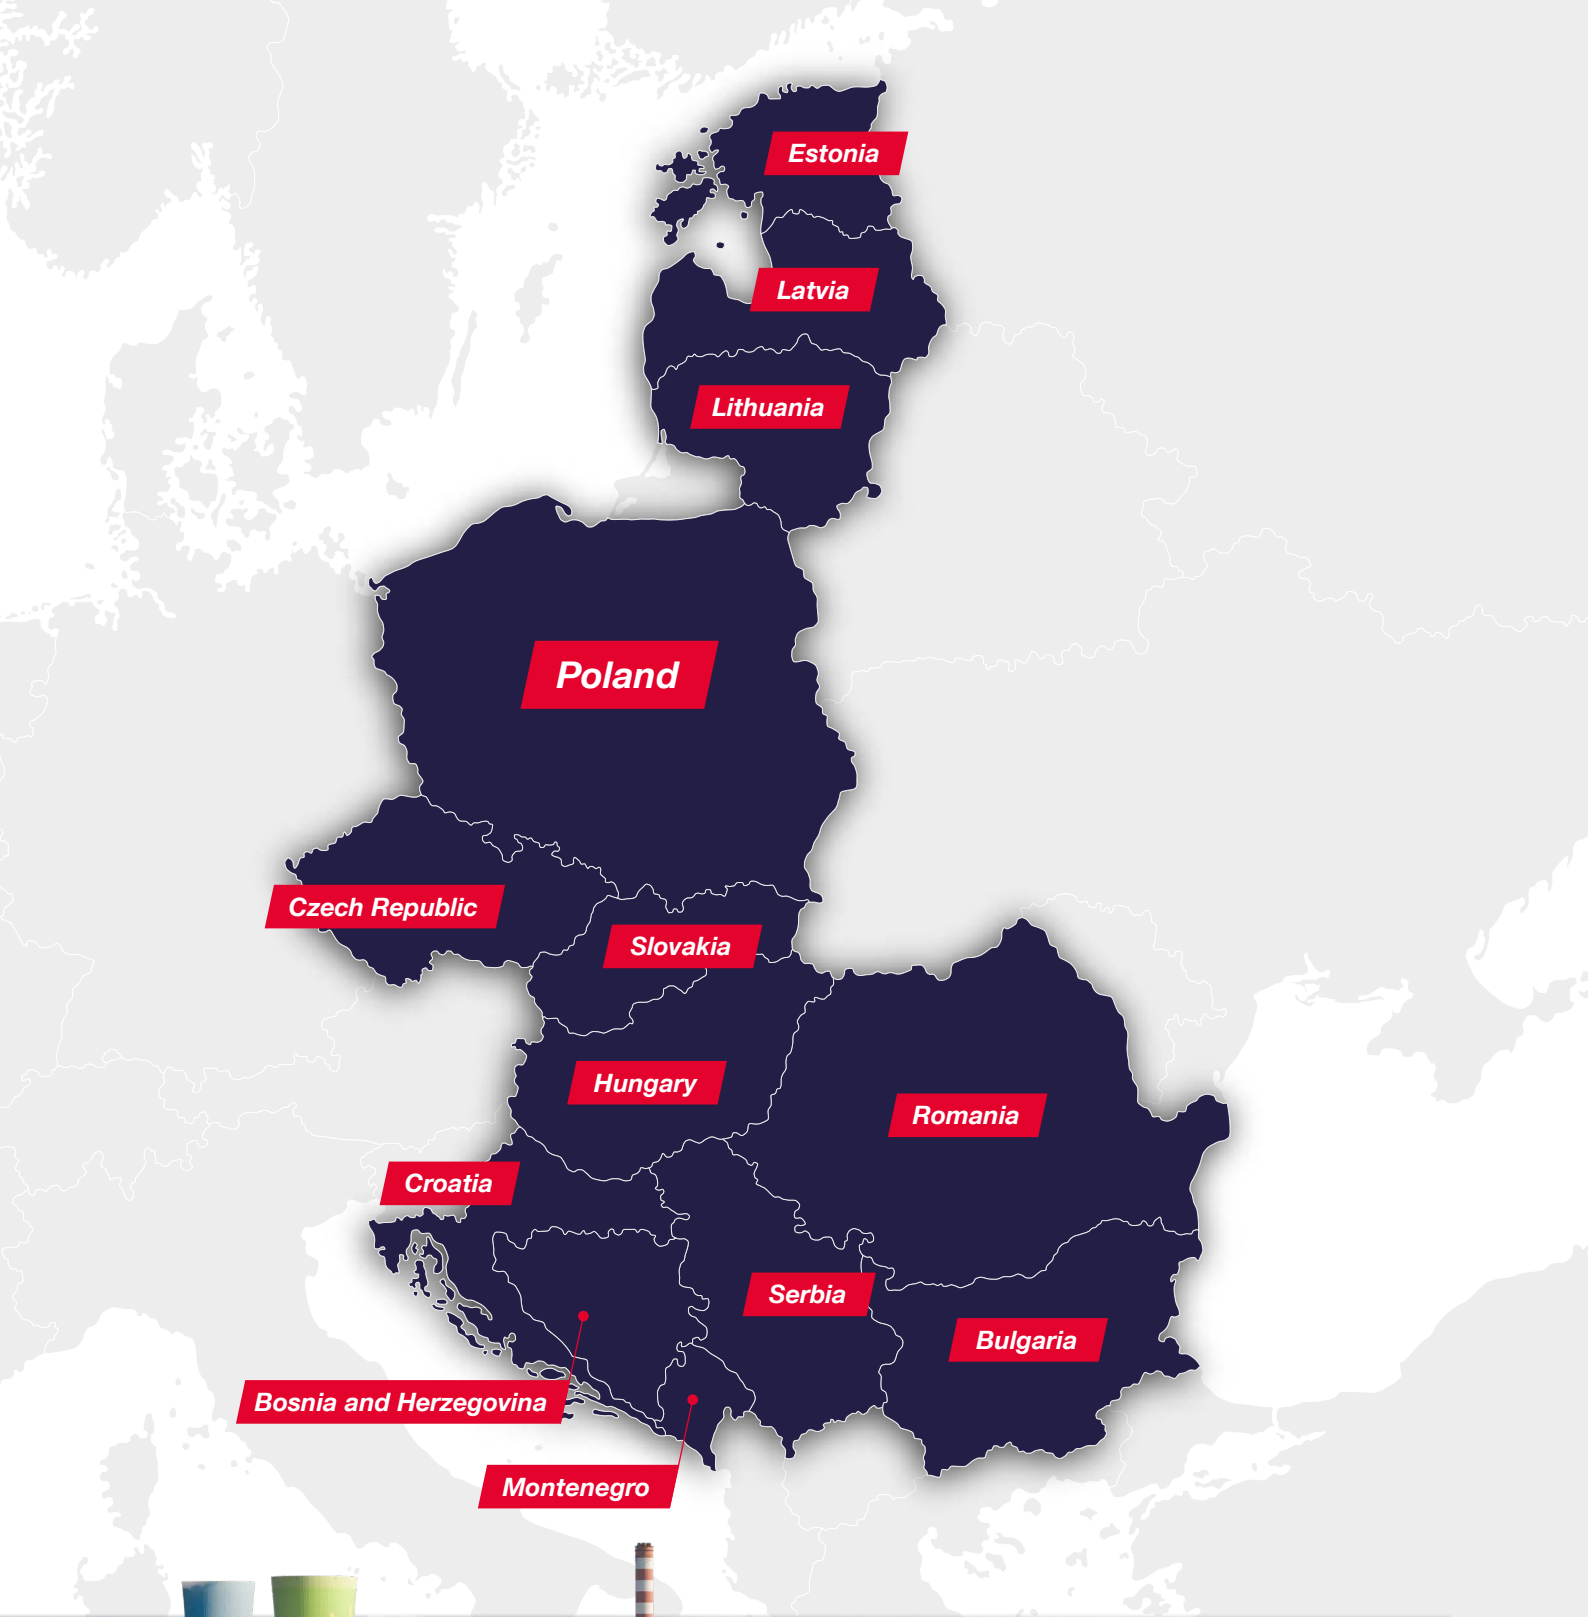 Estonia
Latvia
Lithuania
Poland
Czech Republic
Slovakia
Hungary
Romania
Croatia
Serbia
Bulgaria
Bosnia and Herzegovina
Montenegro